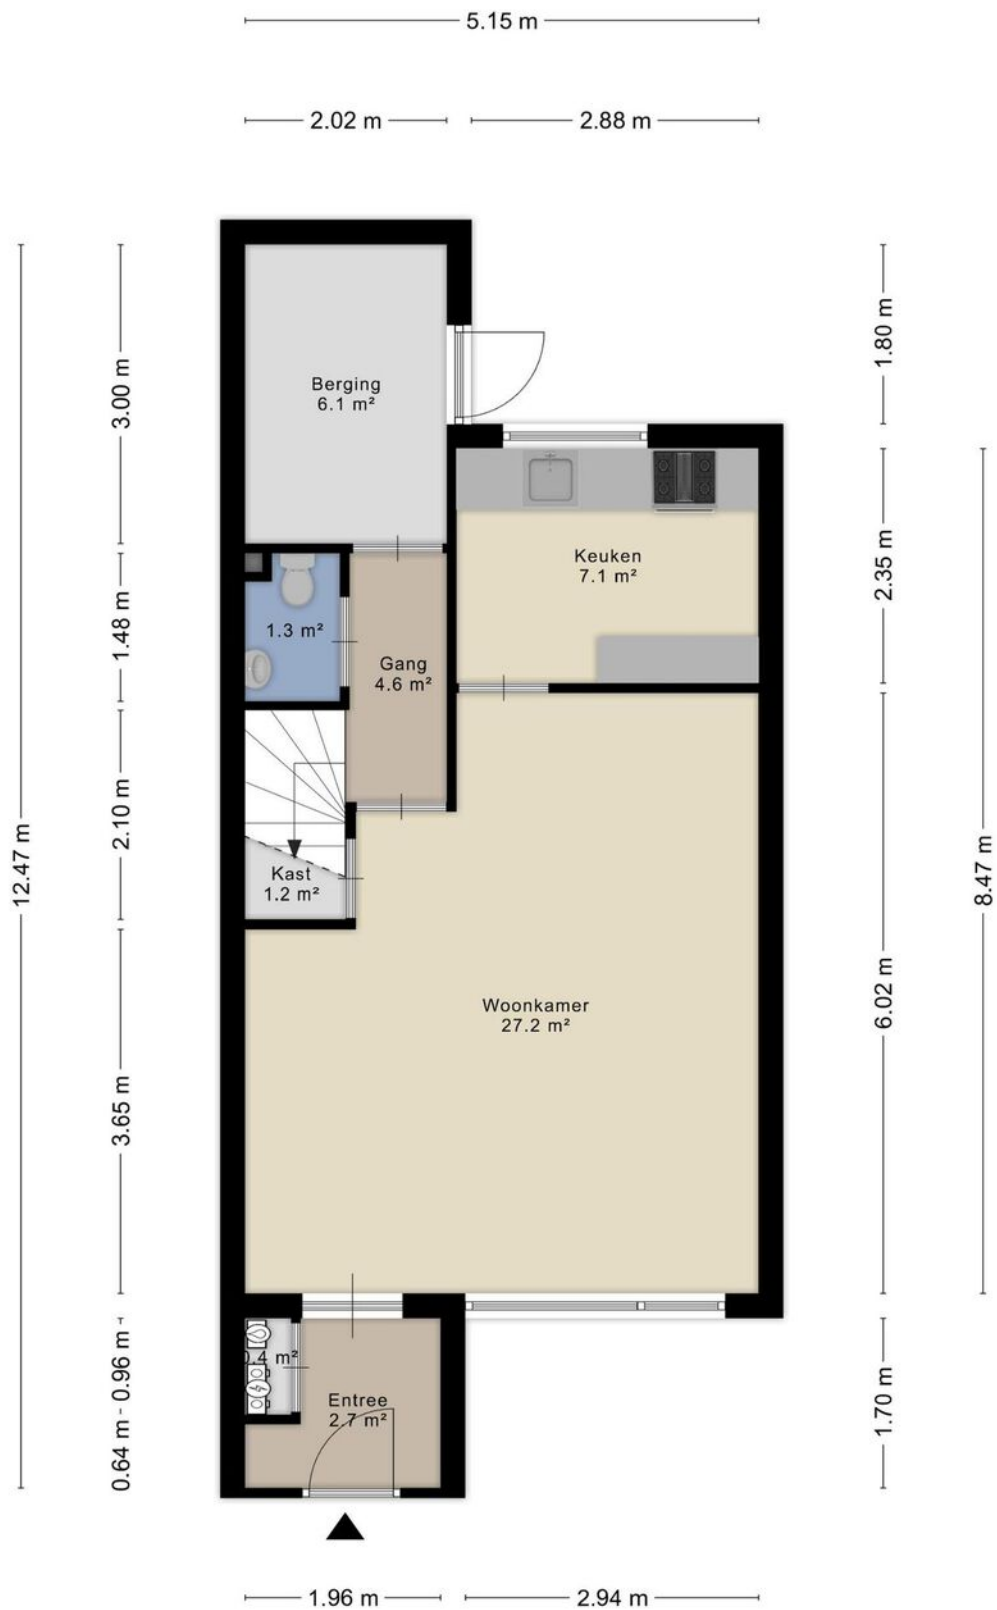 5.15 m
2.02 m
2.88 m
12.47 m
3.00 m
1.48 m
2.10 m
3.65 m
0.96 m
0.64 m
1.80 m
2.35 m
6.02 m
1.70 m
8.47 m
Berging
6.1 m²
Keuken
7.1 m²
1.3 m²
Gang
4.6 m²
Kast
1.2 m²
Woonkamer
27.2 m²
0.4 m²
Entree
2.7 m²
1.96 m
2.94 m